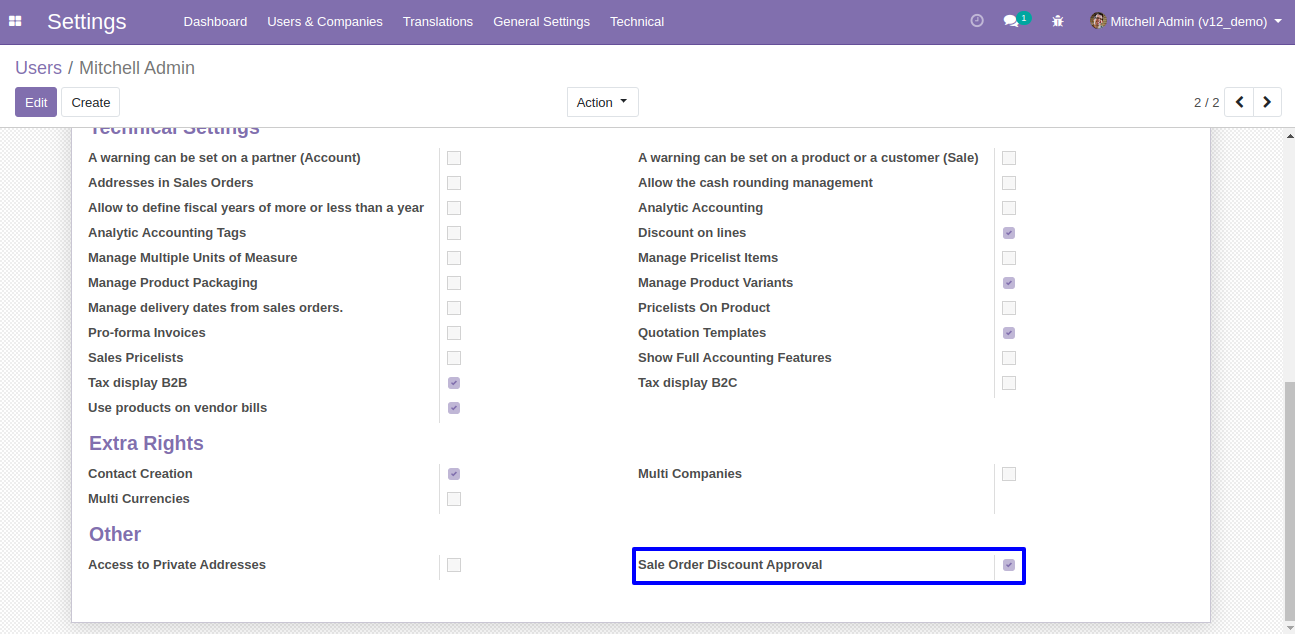 Settings Dashboard Users & Companies Translations General Settings Technical 1 Mitchell Admin (v12_demo)
Users / Mitchell Admin
Edit Create Action 2 / 2
Technical Settings
A warning can be set on a partner (Account) A warning can be set on a product or a customer (Sale)
Addresses in Sales Orders Allow the cash rounding management
Allow to define fiscal years of more or less than a year Analytic Accounting
Analytic Accounting Tags Discount on lines
Manage Multiple Units of Measure Manage Pricelist Items
Manage Product Packaging Manage Product Variants
Manage delivery dates from sales orders. Pricelists On Product
Pro-forma Invoices Quotation Templates
Sales Pricelists Show Full Accounting Features
Tax display B2B Tax display B2C
Use products on vendor bills
Extra Rights
Contact Creation Multi Companies
Multi Currencies
Other
Access to Private Addresses Sale Order Discount Approval